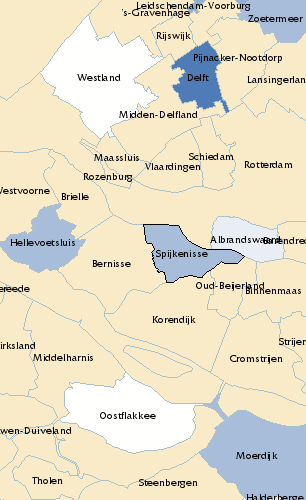 Leidschendam-Voorburg
's-Gravenhage
Zoetermeer
Rijswijk
Pijnacker-Nootdorp
Westland
Delft
Lansingerlan
Midden-Delfland
Maassluis
Schiedam
Vlaardingen
Rotterdam
Rozenburg
Westvoorne
Brielle
Hellevoetsluis
Albrandswaard
Barendrec
Spijkenisse
Bernisse
ereede
Oud-Beijerland
Binnenmaas
Korendijk
irksland
Strijen
Middelharnis
Cromstrijen
Oostflakkee
uwen-Duiveland
Moerdijk
Tholen
Steenbergen
Halderberge